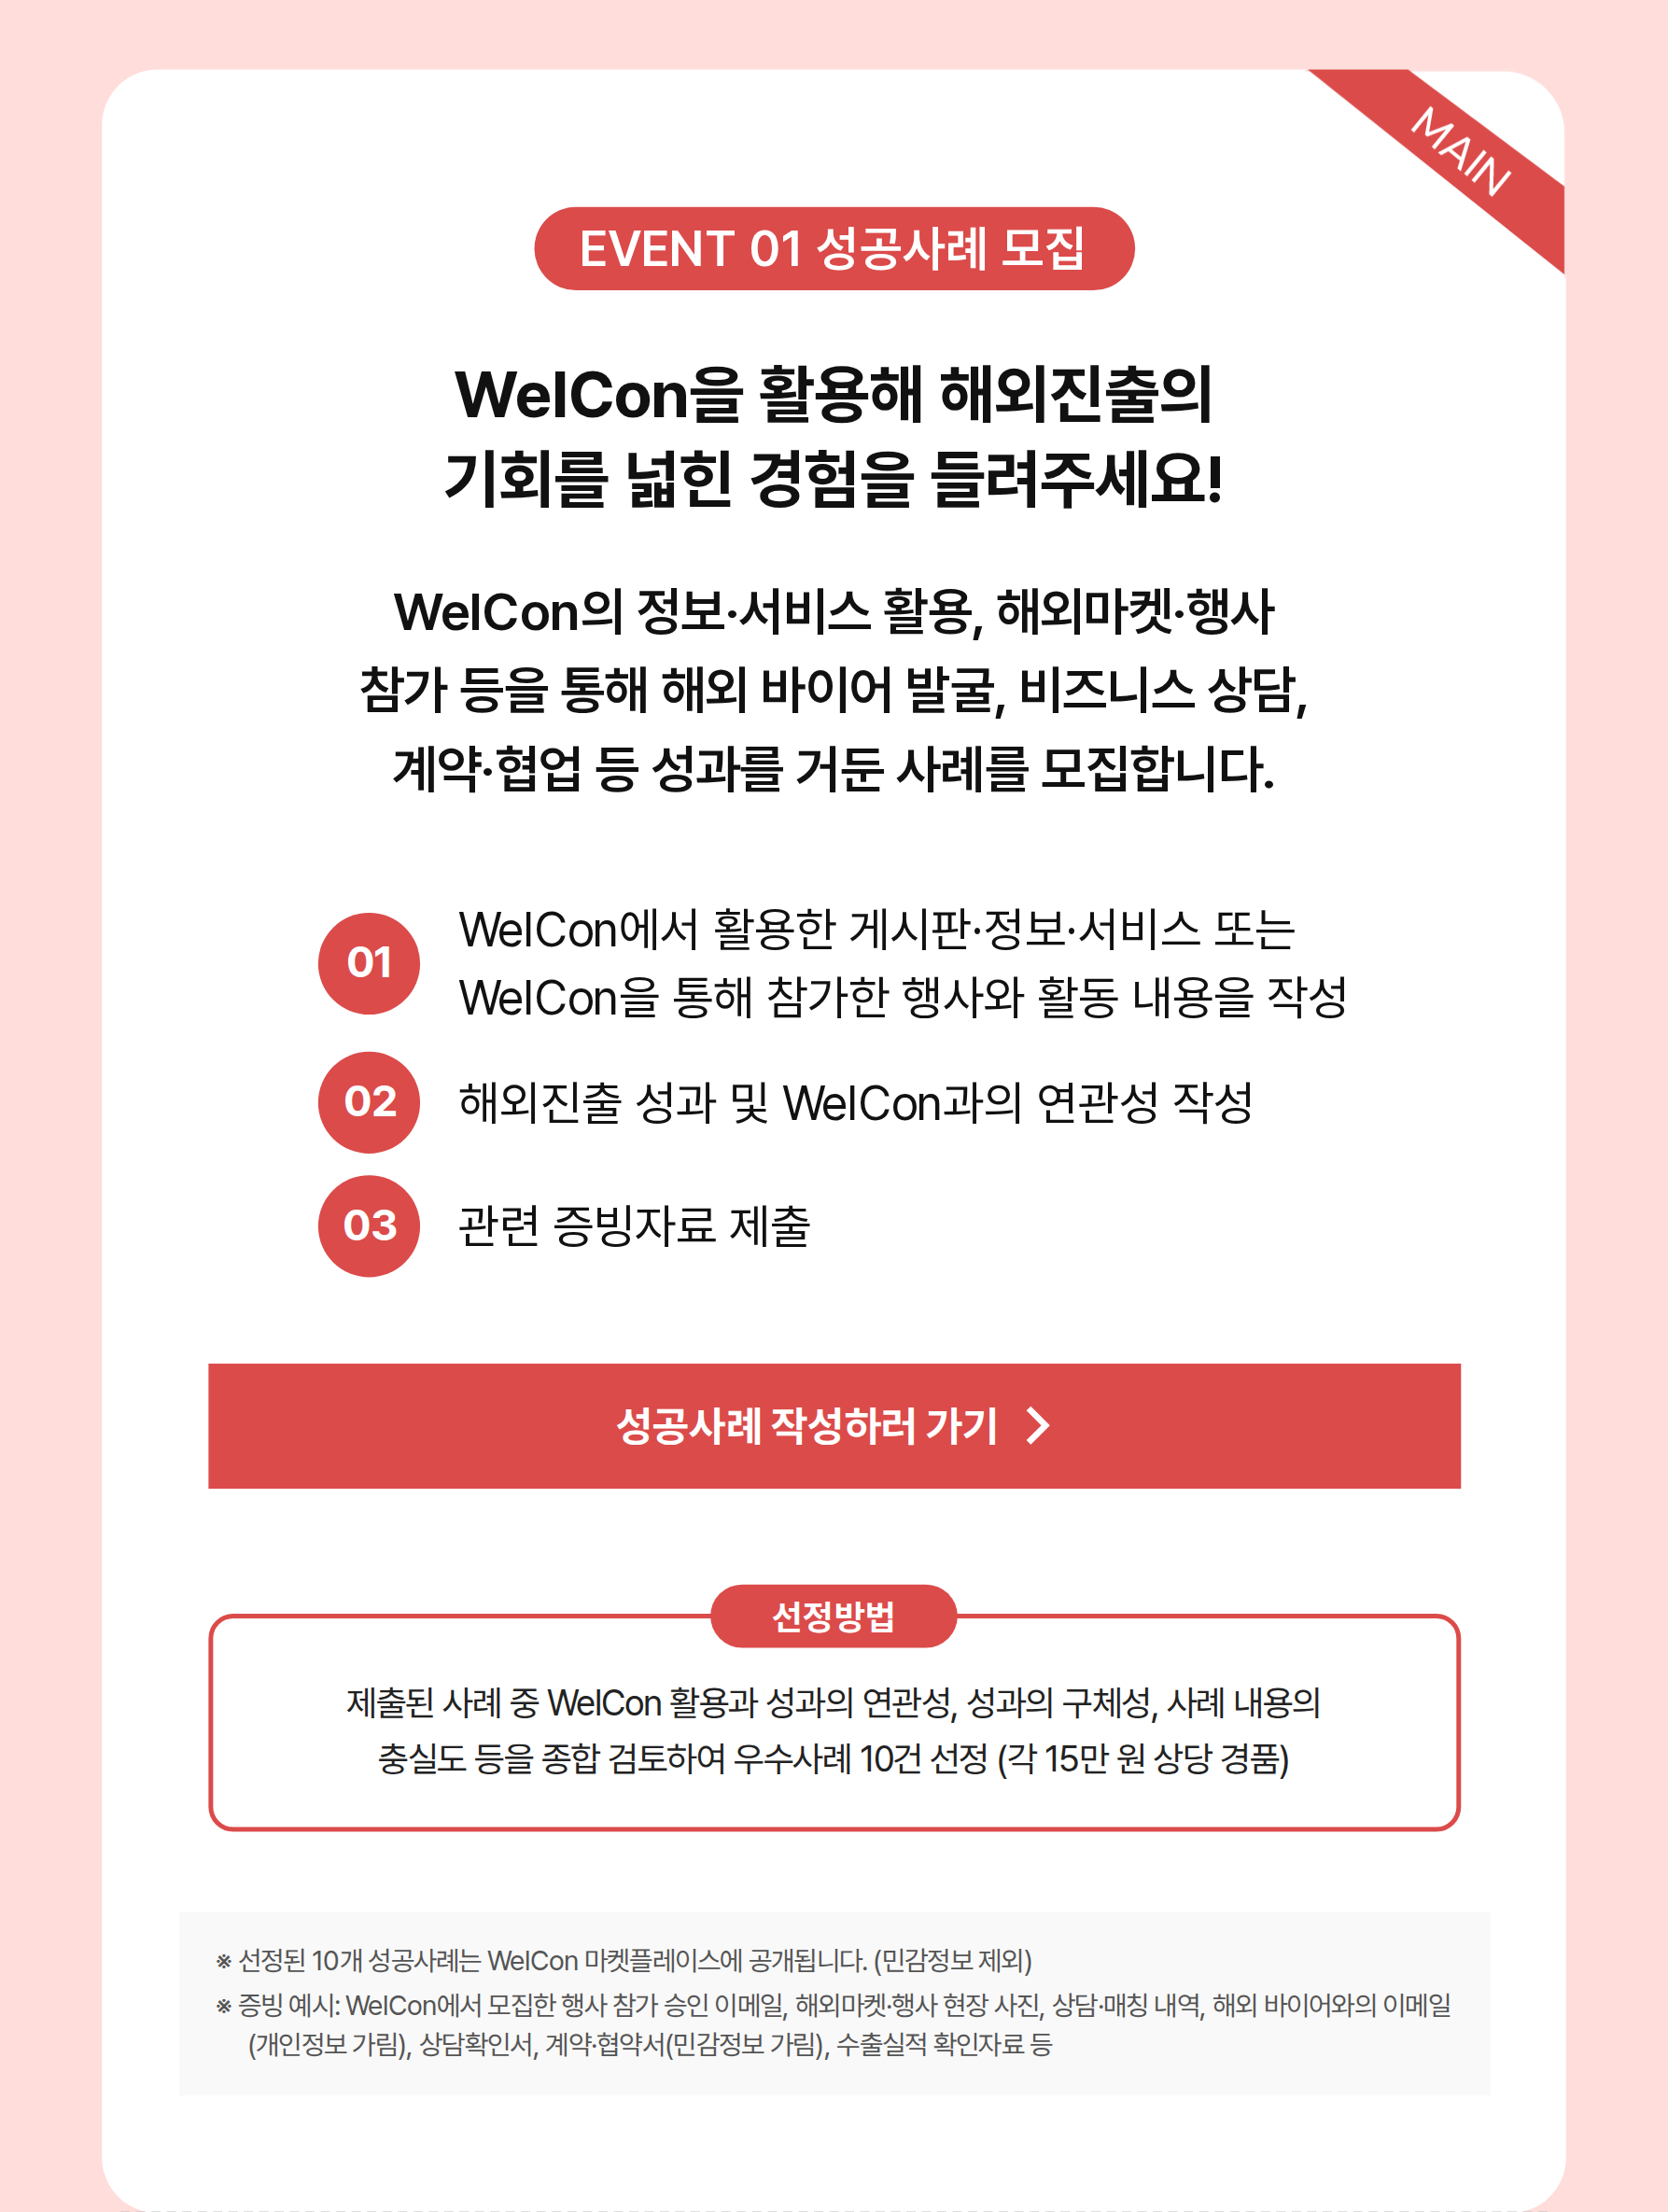 MAIN
EVENT 01 성공사례 모집
WelCon을 활용해 해외진출의
기회를 넓힌 경험을 들려주세요!
WelCon의 정보·서비스 활용, 해외마켓·행사
참가 등을 통해 해외 바이어 발굴, 비즈니스 상담,
계약·협업 등 성과를 거둔 사례를 모집합니다.
01 WelCon에서 활용한 게시판·정보·서비스 또는
WelCon을 통해 참가한 행사와 활동 내용을 작성
02 해외진출 성과 및 WelCon과의 연관성 작성
03 관련 증빙자료 제출
성공사례 작성하러 가기 >
선정방법
제출된 사례 중 WelCon 활용과 성과의 연관성, 성과의 구체성, 사례 내용의
충실도 등을 종합 검토하여 우수사례 10건 선정 (각 15만 원 상당 경품)
※ 선정된 10개 성공사례는 WelCon 마켓플레이스에 공개됩니다. (민감정보 제외)
※ 증빙 예시: WelCon에서 모집한 행사 참가 승인 이메일, 해외마켓·행사 현장 사진, 상담·매칭 내역, 해외 바이어와의 이메일
(개인정보 가림), 상담확인서, 계약·협약서(민감정보 가림), 수출실적 확인자료 등